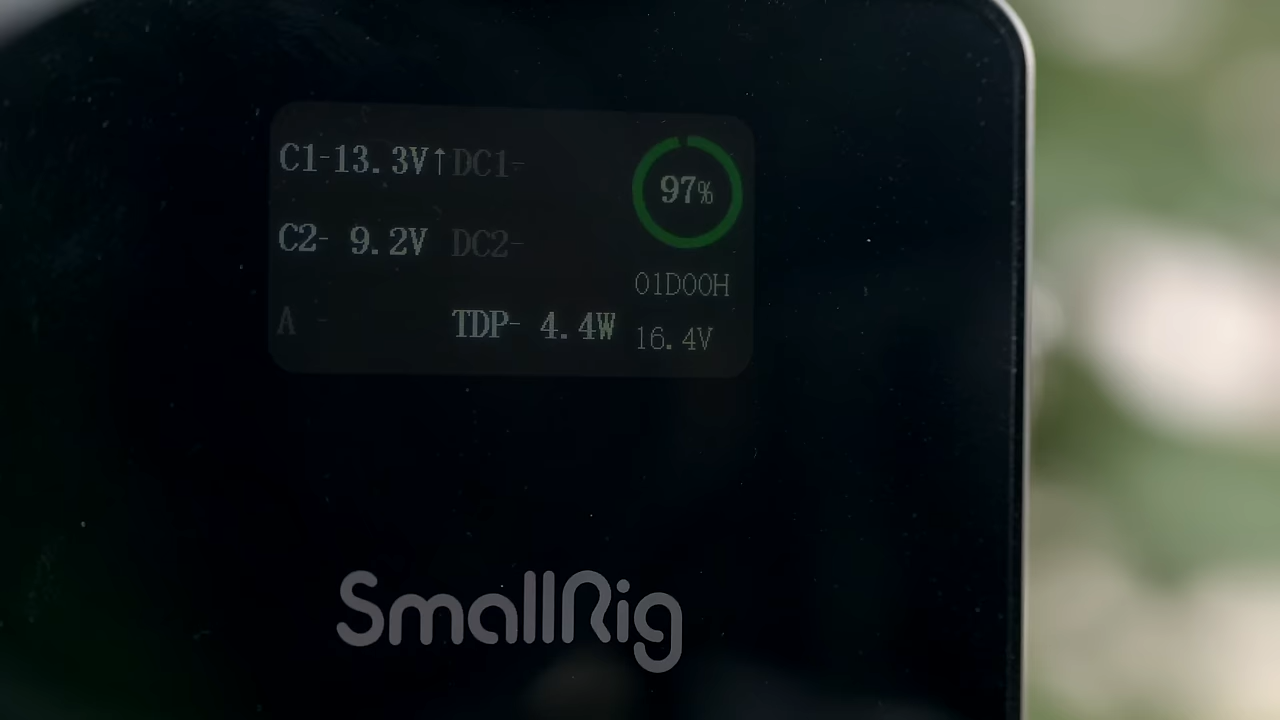 C1-13.3V↑ DC1-
C2- 9.2V DC2-
A - TDP- 4.4W
97%
01D00H
16.4V
SmallRig